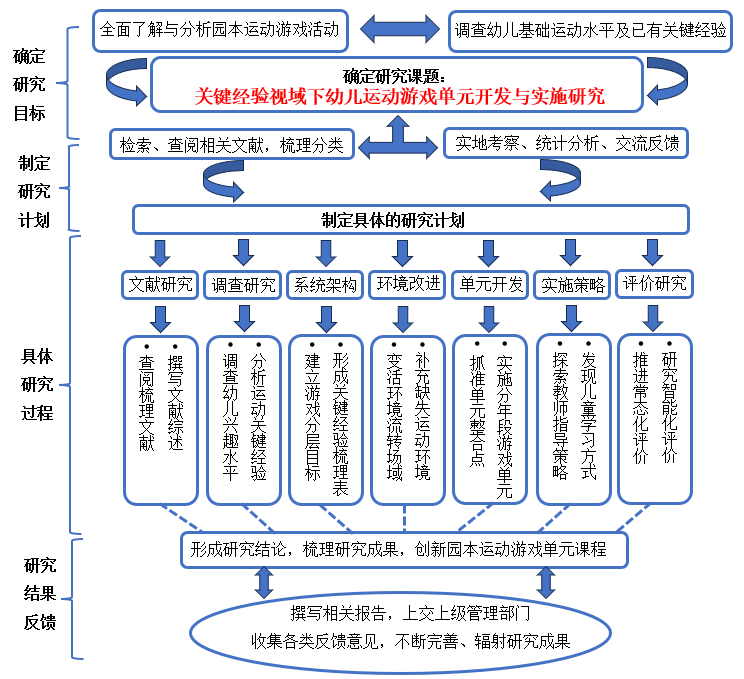 全面了解与分析园本运动游戏活动
调查幼儿基础运动水平及已有关键经验
确定
研究
目标
确定研究课题：
关键经验视域下幼儿运动游戏单元开发与实施研究
检索、查阅相关文献，梳理分类
实地考察、统计分析、交流反馈
制定
研究
计划
制定具体的研究计划
文献研究
调查研究
系统架构
环境改进
单元开发
实施策略
评价研究
具体
研究
过程
• 查阅梳理文献
• 撰写文献综述
• 调查幼儿兴趣水平
• 分析运动关键经验
• 建立游戏分层目标
• 形成关键经验梳理表
• 变活环境流转场域
• 补充缺失运动环境
• 抓准单元整合点
• 实施分年段游戏单元
• 探索教师指导策略
• 发现儿童学习方式
• 推进常态化评价
• 研究智能化评价
研究
结果
反馈
形成研究结论，梳理研究成果，创新园本运动游戏单元课程
撰写相关报告，上交上级管理部门
收集各类反馈意见，不断完善、辐射研究成果